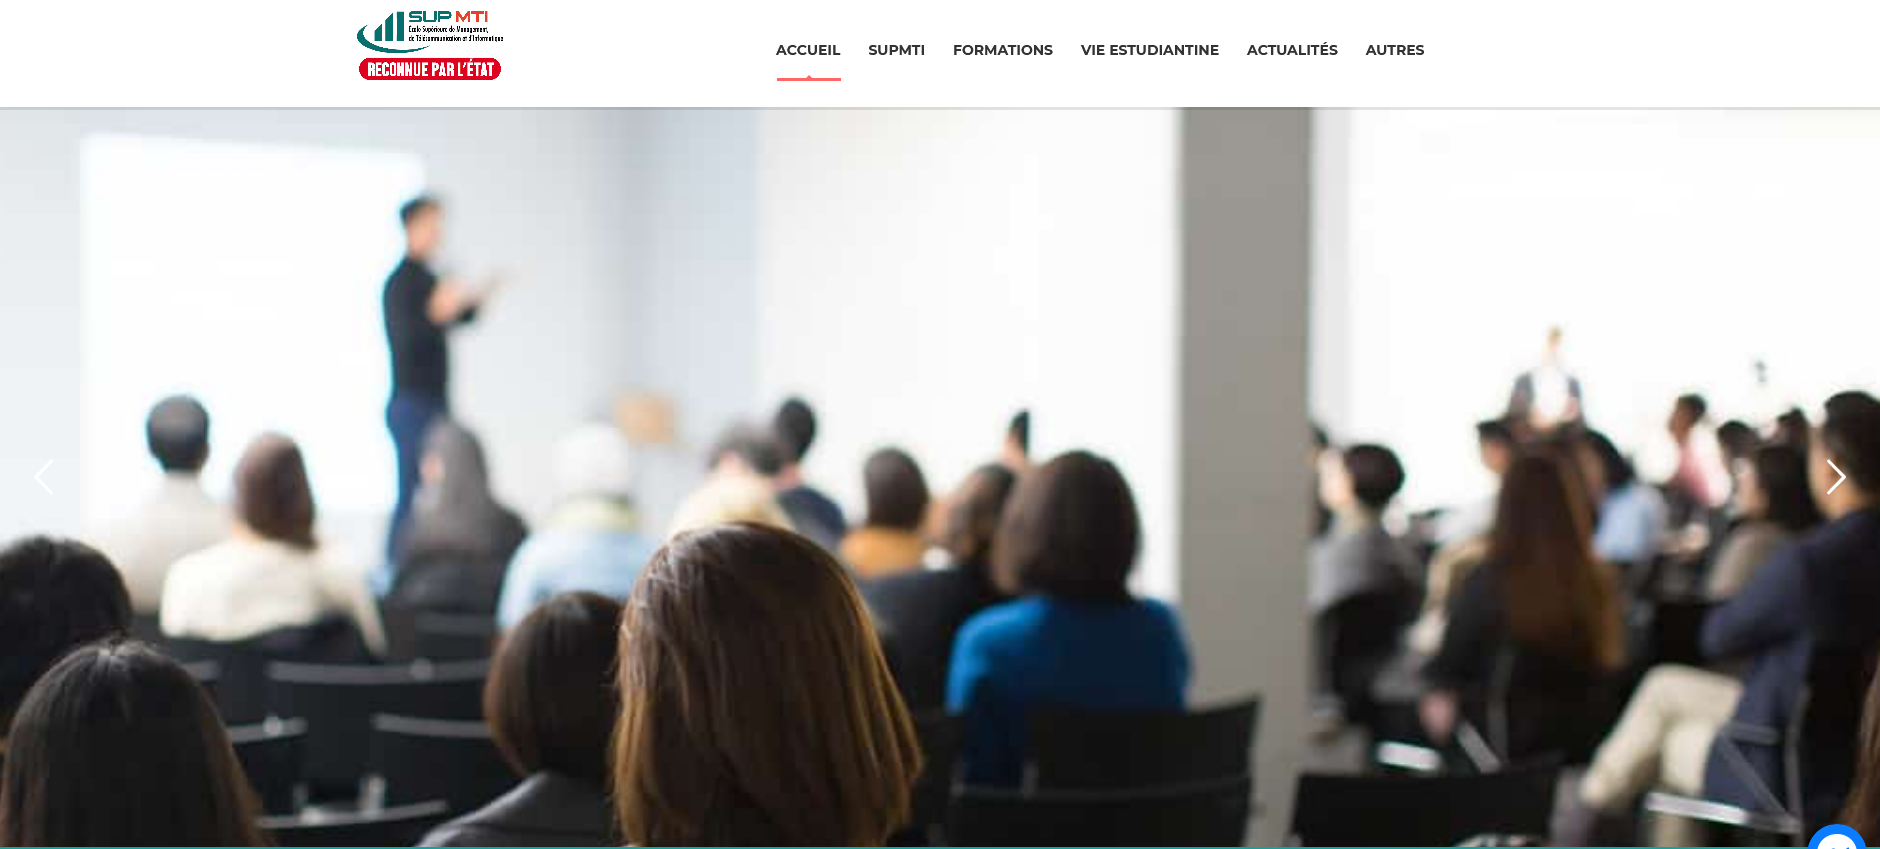 SUP MTI
Ecole Supérieure de Management,
de Télécommunication et d'Informatique
RECONNUE PAR L'ÉTAT
ACCUEIL SUPMTI FORMATIONS VIE ESTUDIANTINE ACTUALITÉS AUTRES